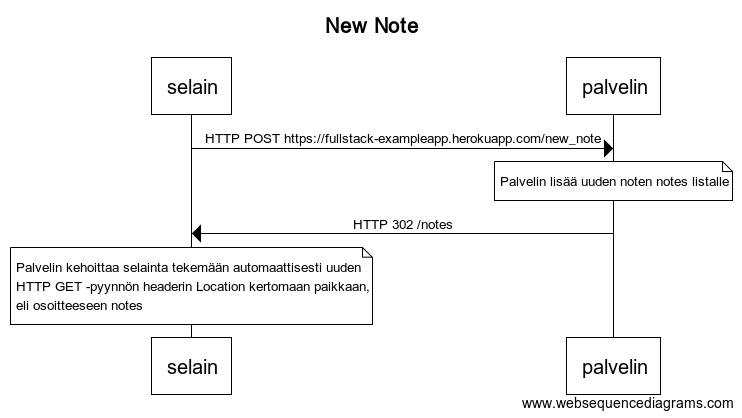 New Note
selain
palvelin
HTTP POST https://fullstack-exampleapp.herokuapp.com/new_note
Palvelin lisää uuden noten notes listalle
HTTP 302 /notes
Palvelin kehoittaa selainta tekemään automaattisesti uuden
HTTP GET -pyynnön headerin Location kertomaan paikkaan,
eli osoitteeseen notes
selain
palvelin
www.websequencediagrams.com